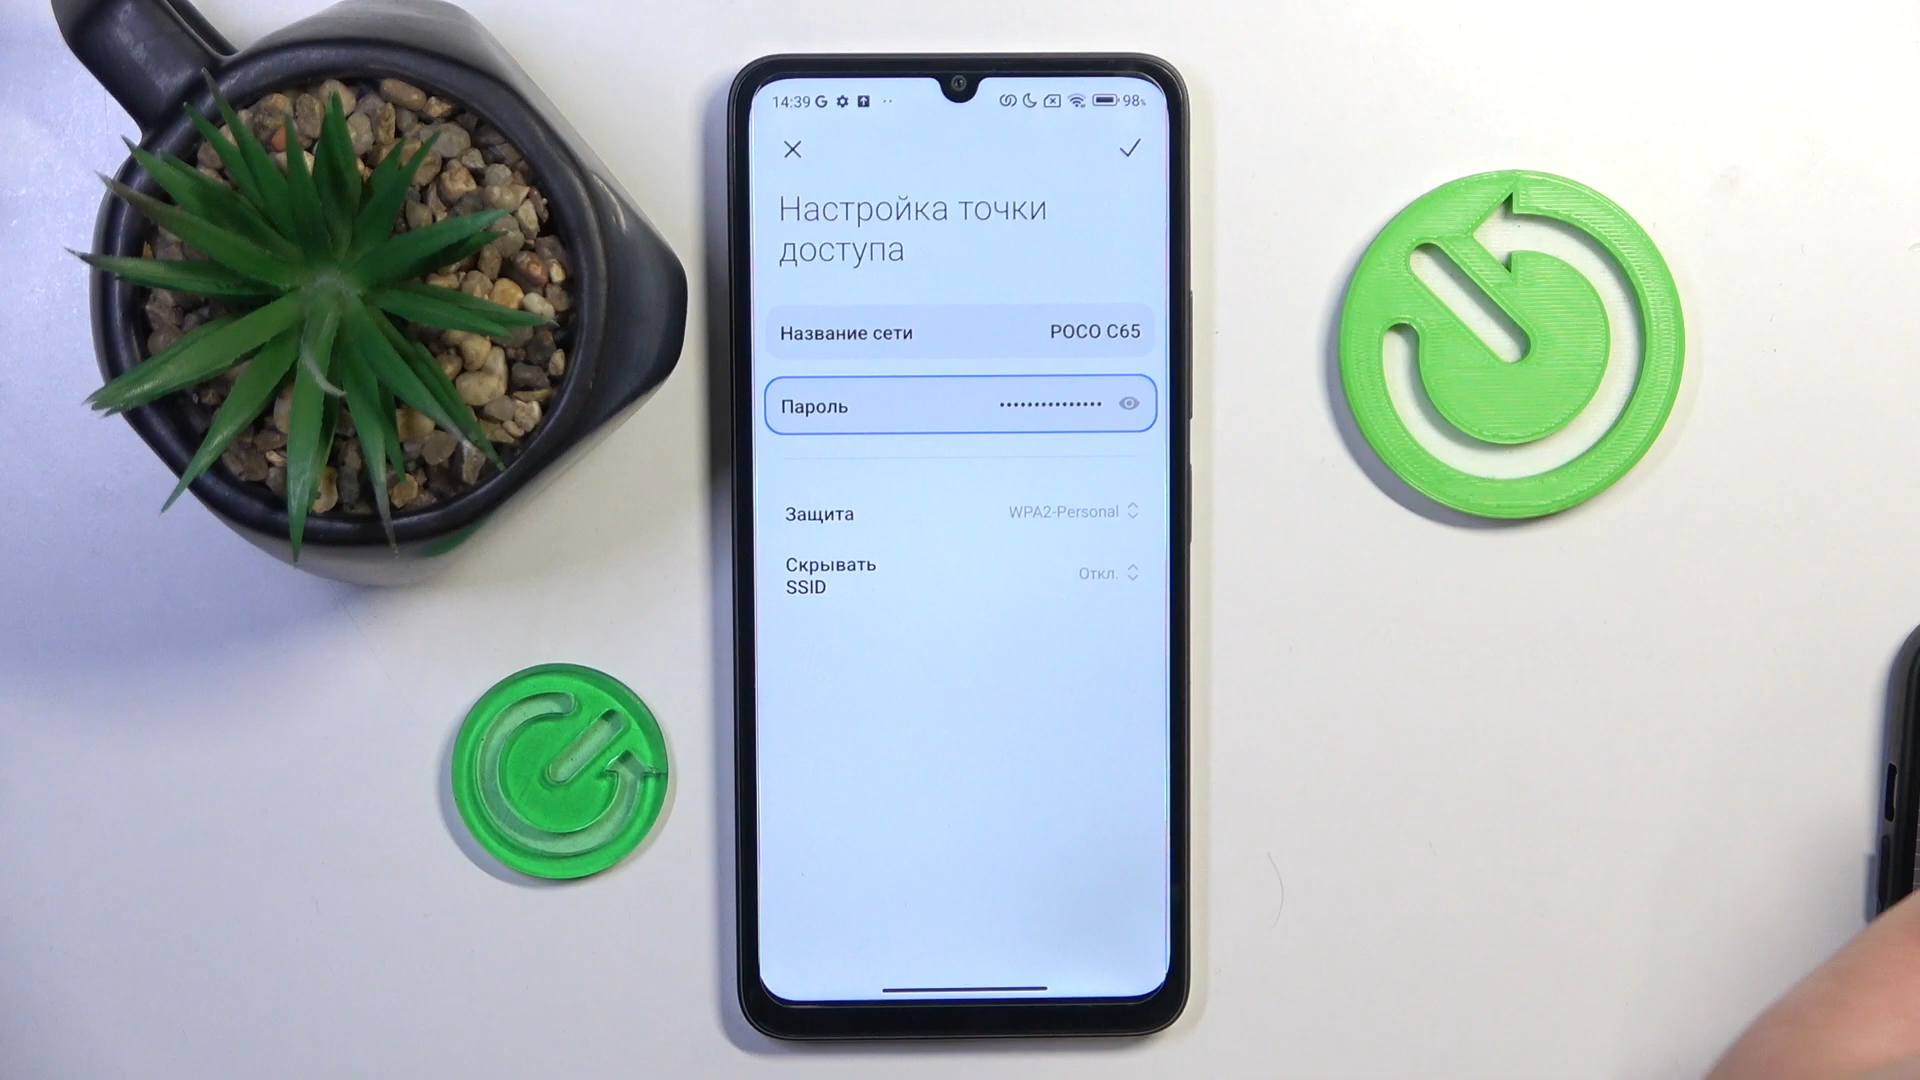 14:39 98%
Настройка точки
доступа
Название сети POCO C65
Пароль •••••••••••••••
Защита WPA2-Personal
Скрывать
SSID Откл.